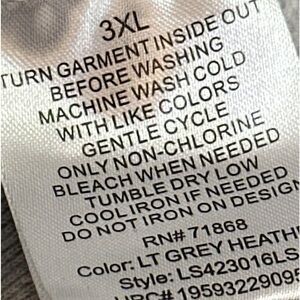 3XL
TURN GARMENT INSIDE OUT
BEFORE WASHING
MACHINE WASH COLD
WITH LIKE COLORS
GENTLE CYCLE
ONLY NON-CHLORINE
BLEACH WHEN NEEDED
TUMBLE DRY LOW
COOL IRON IF NEEDED
DO NOT IRON ON DESIGN
RN# 71868
Color: LT GREY HEATH
Style: LS423016LS
UPC# 19593229095